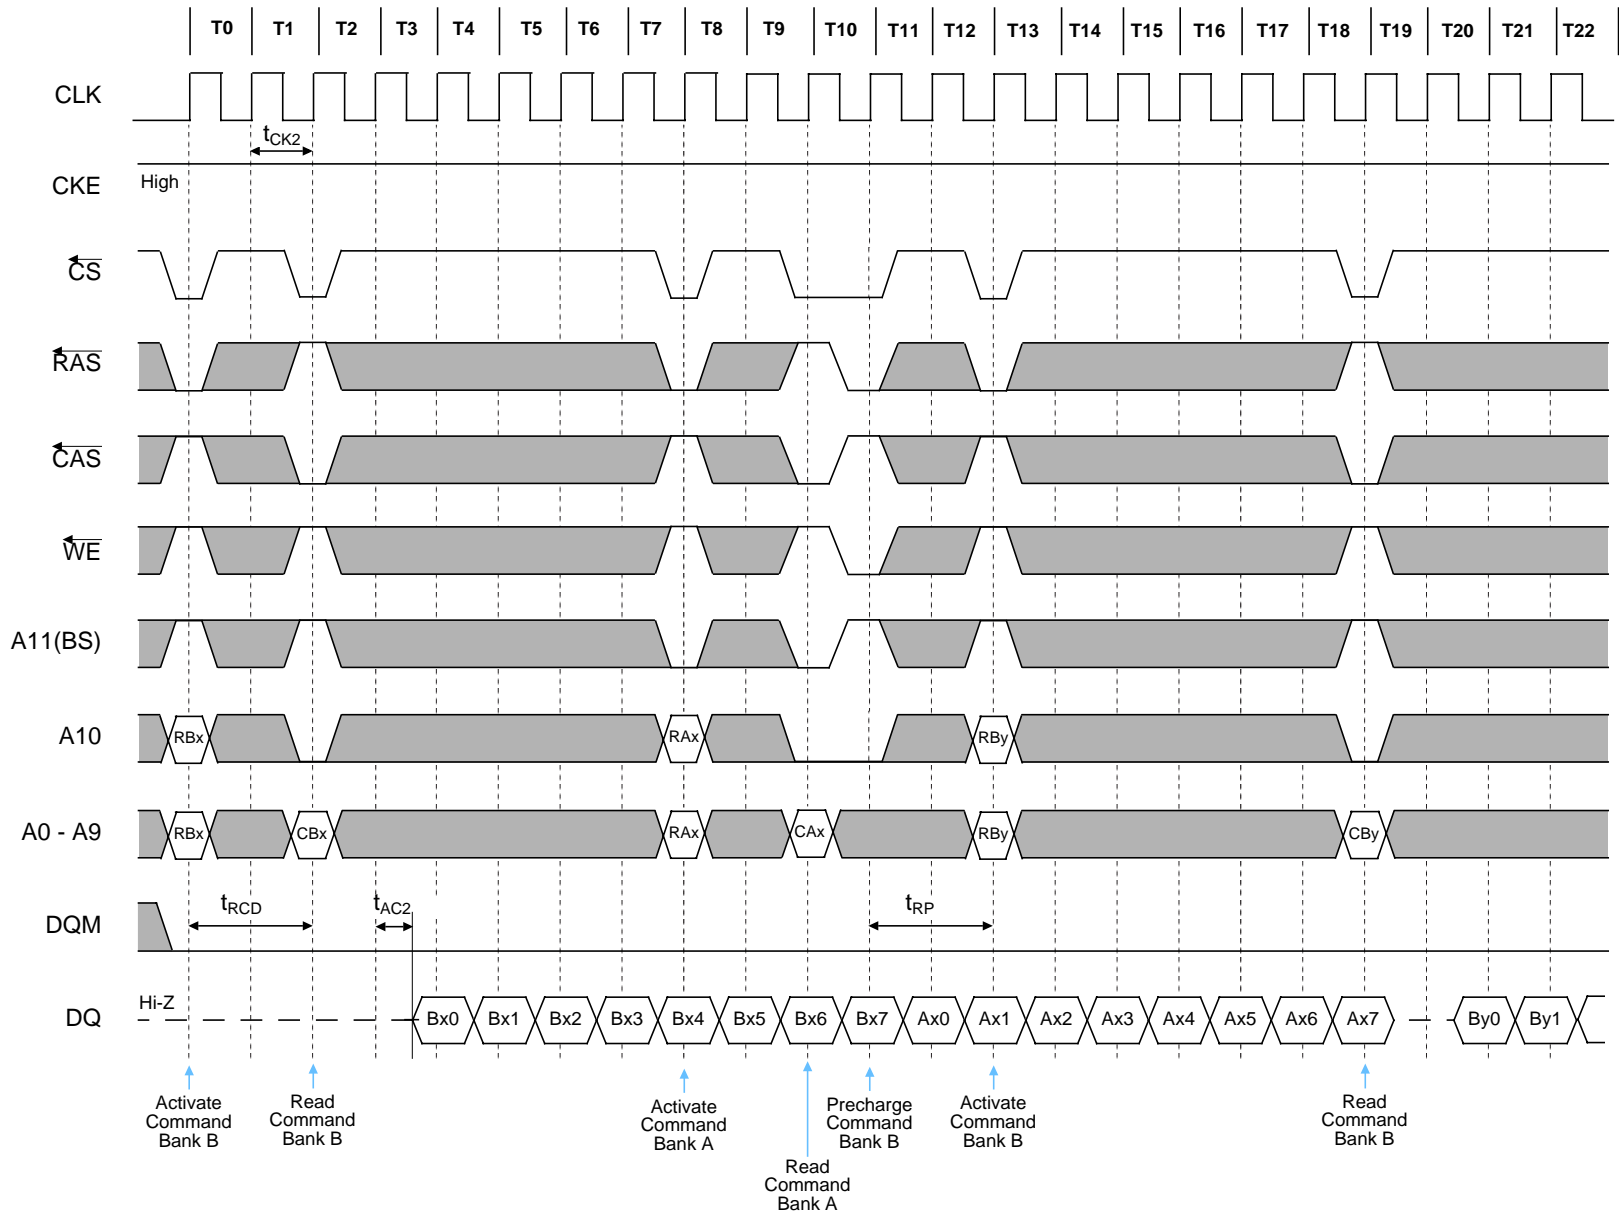 T0 T1 T2 T3 T4 T5 T6 T7 T8 T9 T10 T11 T12 T13 T14 T15 T16 T17 T18 T19 T20 T21 T22
CLK
tCK2
CKE High
CS
RAS
CAS
WE
A11(BS)
A10 RBx RAx RBy
A0 - A9 RBx CBx RAx CAx RBy CBy
tRCD tAC2 tRP
DQM
Hi-Z
DQ Bx0 Bx1 Bx2 Bx3 Bx4 Bx5 Bx6 Bx7 Ax0 Ax1 Ax2 Ax3 Ax4 Ax5 Ax6 Ax7 By0 By1
Activate
Command
Bank B
Read
Command
Bank B
Activate
Command
Bank A
Read
Command
Bank A
Precharge
Command
Bank B
Activate
Command
Bank B
Read
Command
Bank B